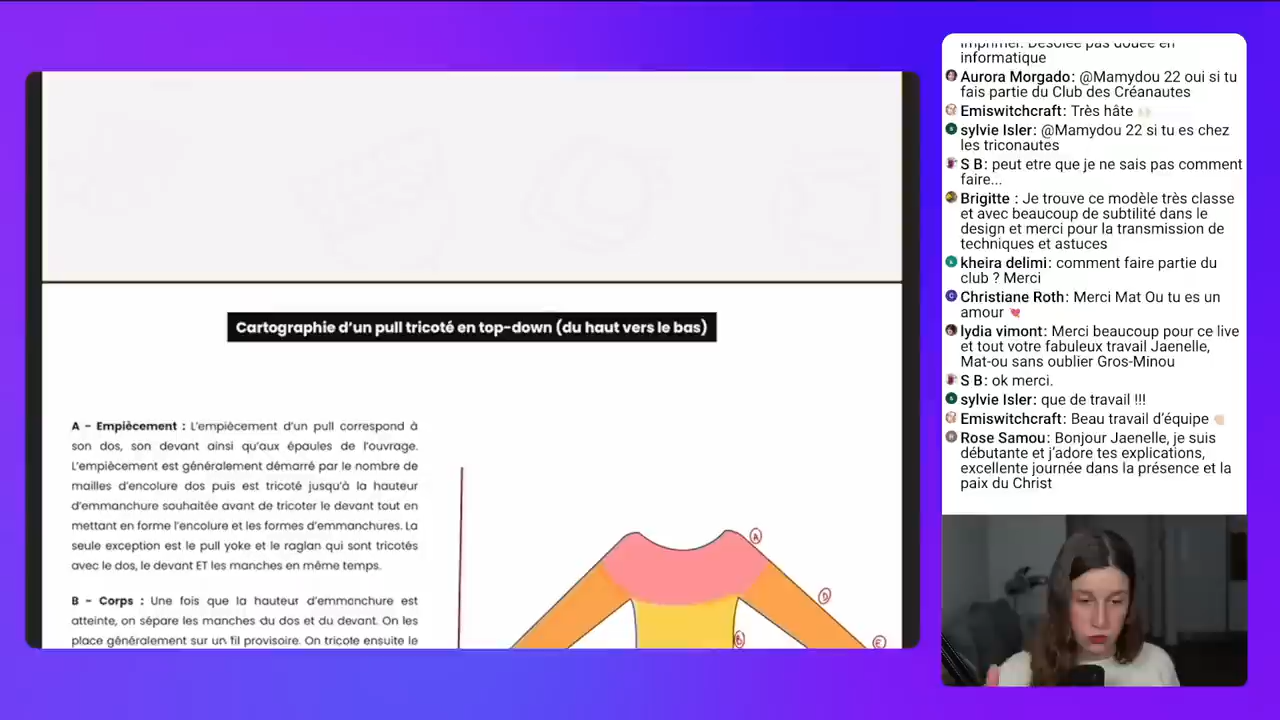 Cartographie d'un pull tricoté en top-down (du haut vers le bas)
A - Empiècement : L'empiècement d'un pull correspond à
son dos, son devant ainsi qu'aux épaules de l'ouvrage.
L'empiècement est généralement démarré par le nombre de
mailles d'encolure dos puis est tricoté jusqu'à la hauteur
d'emmanchure souhaitée avant de tricoter le devant tout en
mettant en forme l'encolure et les formes d'emmanchures. La
seule exception est le pull yoke et le raglan qui sont tricotés
avec le dos, le devant ET les manches en même temps.
B - Corps : Une fois que la hauteur d'emmanchure est
atteinte, on sépare les manches du dos et du devant. On les
place généralement sur un fil provisoire. On tricote ensuite le
A
D
B
E
imprimer. Désolée pas douée en
informatique
Aurora Morgado: @Mamydou 22 oui si tu
fais partie du Club des Créanautes
Emiswitchcraft: Très hâte 🙌🏻
sylvie Isler: @Mamydou 22 si tu es chez
les triconautes
S B: peut etre que je ne sais pas comment
faire...
Brigitte : Je trouve ce modèle très classe
et avec beaucoup de subtilité dans le
design et merci pour la transmission de
techniques et astuces
kheira delimi: comment faire partie du
club ? Merci
Christiane Roth: Merci Mat Ou tu es un
amour 💘
lydia vimont: Merci beaucoup pour ce live
et tout votre fabuleux travail Jaenelle,
Mat-ou sans oublier Gros-Minou
S B: ok merci.
sylvie Isler: que de travail !!!
Emiswitchcraft: Beau travail d'équipe 👏🏻
Rose Samou: Bonjour Jaenelle, je suis
débutante et j'adore tes explications,
excellente journée dans la présence et la
paix du Christ